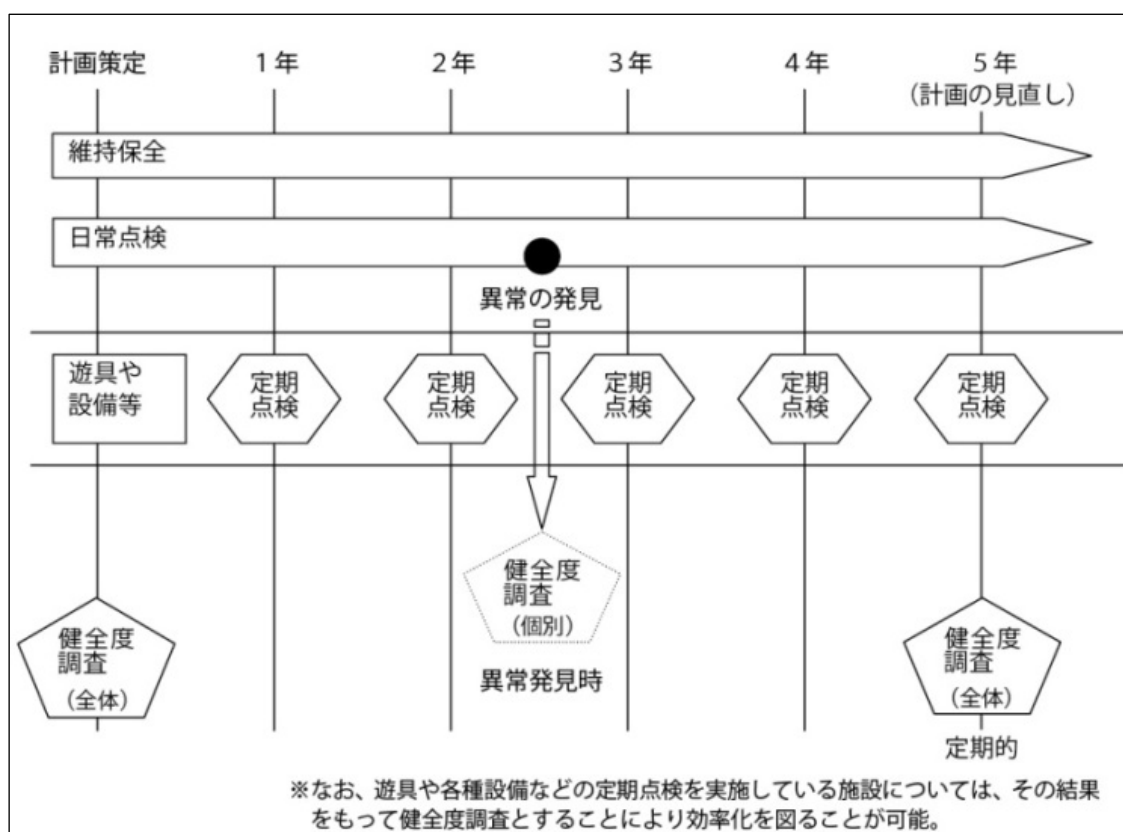 計画策定
1年
2年
3年
4年
5年
(計画の見直し)
維持保全
日常点検
異常の発見
遊具や
設備等
定期
点検
定期
点検
定期
点検
定期
点検
定期
点検
健全度
調査
(個別)
異常発見時
健全度
調査
(全体)
健全度
調査
(全体)
定期的
※なお、遊具や各種設備などの定期点検を実施している施設については、その結果
をもって健全度調査とすることにより効率化を図ることが可能。